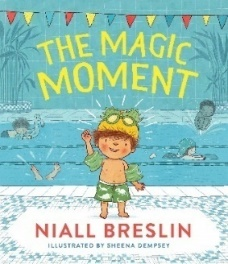 THE MAGIC
MOMENT
NIALL BRESLIN
ILLUSTRATED BY SHEENA DEMPSEY